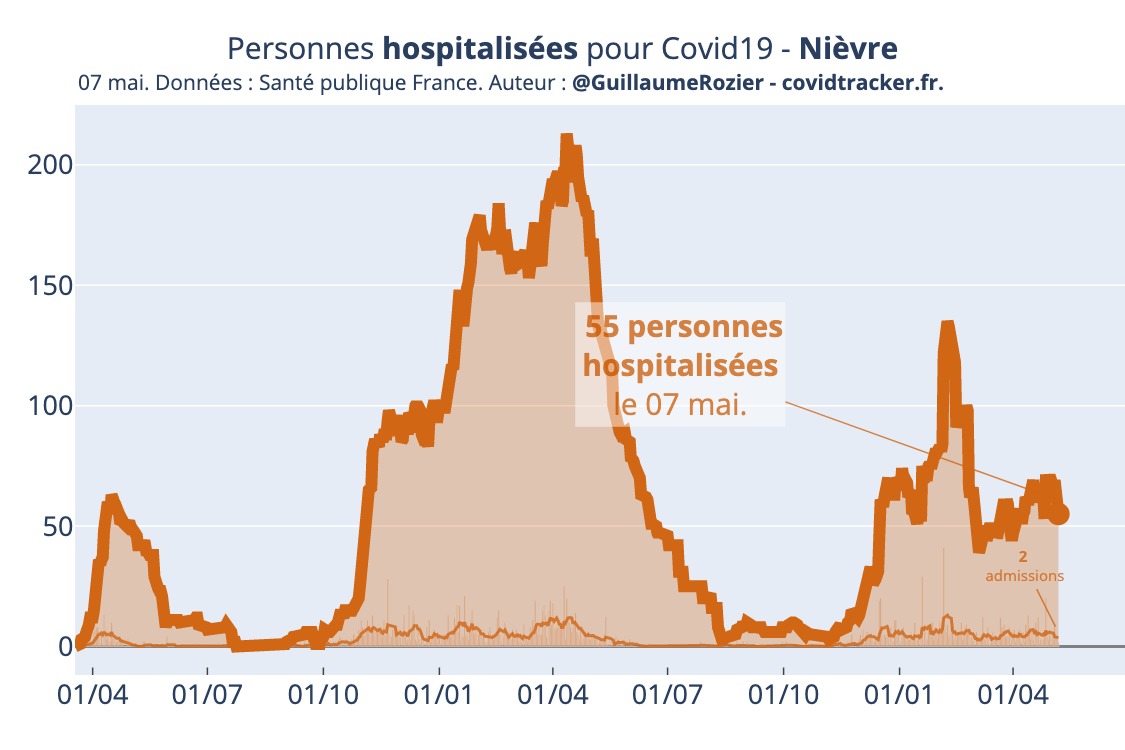 Personnes hospitalisées pour Covid19 - Nièvre
07 mai. Données : Santé publique France. Auteur : @GuillaumeRozier - covidtracker.fr.
200
150
100
50
0
55 personnes
hospitalisées
le 07 mai.
2
admissions
01/04 01/07 01/10 01/01 01/04 01/07 01/10 01/01 01/04